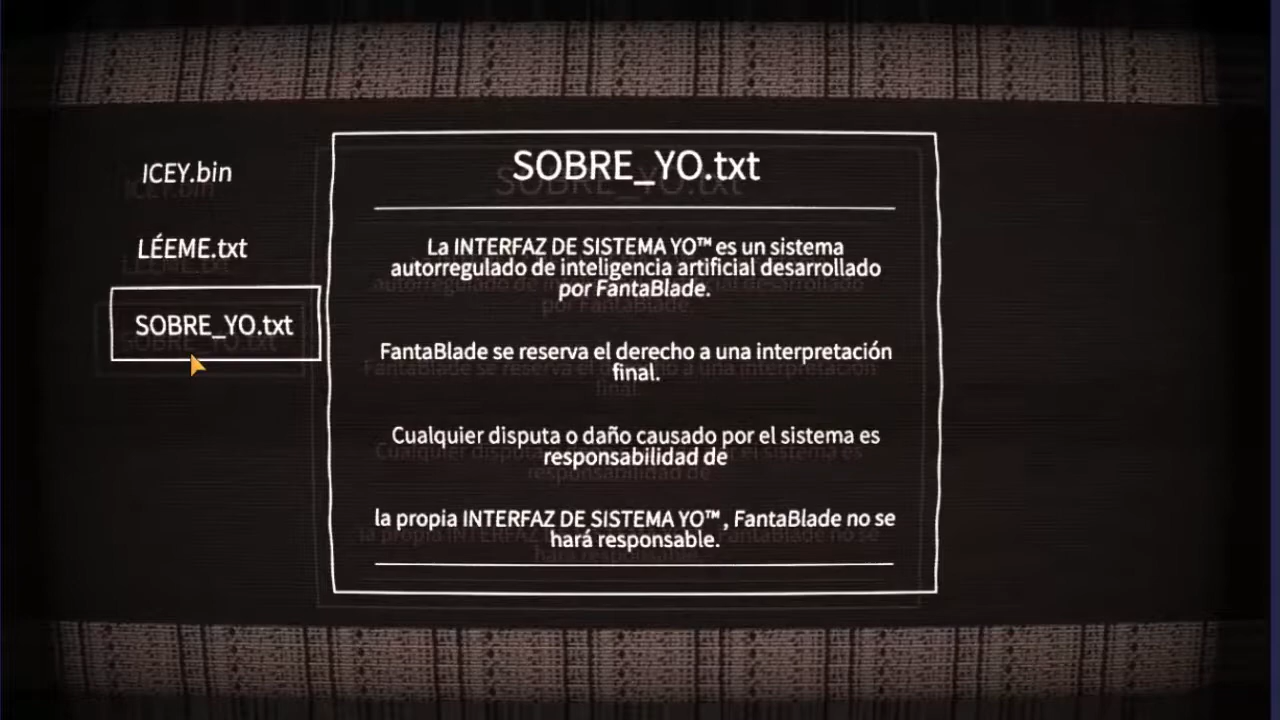 ICEY.bin
LÉEME.txt
SOBRE_YO.txt
SOBRE_YO.txt
La INTERFAZ DE SISTEMA YO™ es un sistema
autorregulado de inteligencia artificial desarrollado
por FantaBlade.
FantaBlade se reserva el derecho a una interpretación
final.
Cualquier disputa o daño causado por el sistema es
responsabilidad de
la propia INTERFAZ DE SISTEMA YO™ , FantaBlade no se
hará responsable.